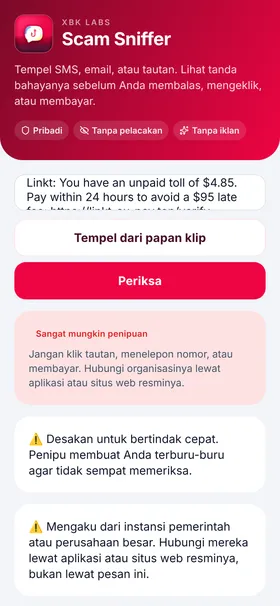 XBK LABS
Scam Sniffer
Tempel SMS, email, atau tautan. Lihat tanda
bahayanya sebelum Anda membalas, mengeklik,
atau membayar.
Pribadi
Tanpa pelacakan
Tanpa iklan
Linkt: You have an unpaid toll of $4.85.
Pay within 24 hours to avoid a $95 late
Tempel dari papan klip
Periksa
Sangat mungkin penipuan
Jangan klik tautan, menelepon nomor, atau
membayar. Hubungi organisasinya lewat
aplikasi atau situs web resminya.
⚠️ Desakan untuk bertindak cepat.
Penipu membuat Anda terburu-buru
agar tidak sempat memeriksa.
⚠️ Mengaku dari instansi pemerintah
atau perusahaan besar. Hubungi mereka
lewat aplikasi atau situs web resminya,
bukan lewat pesan ini.